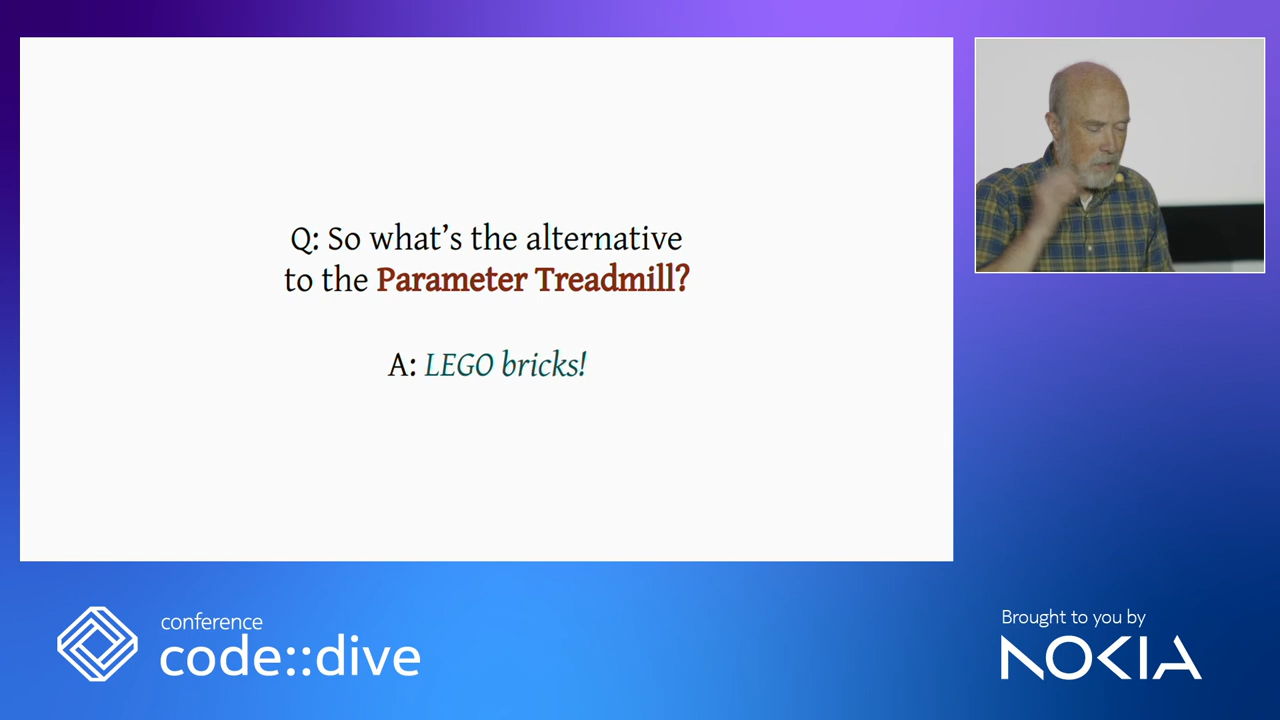 Q: So what’s the alternative
to the Parameter Treadmill?
A: LEGO bricks!
conference
code::dive
Brought to you by
NOKIA